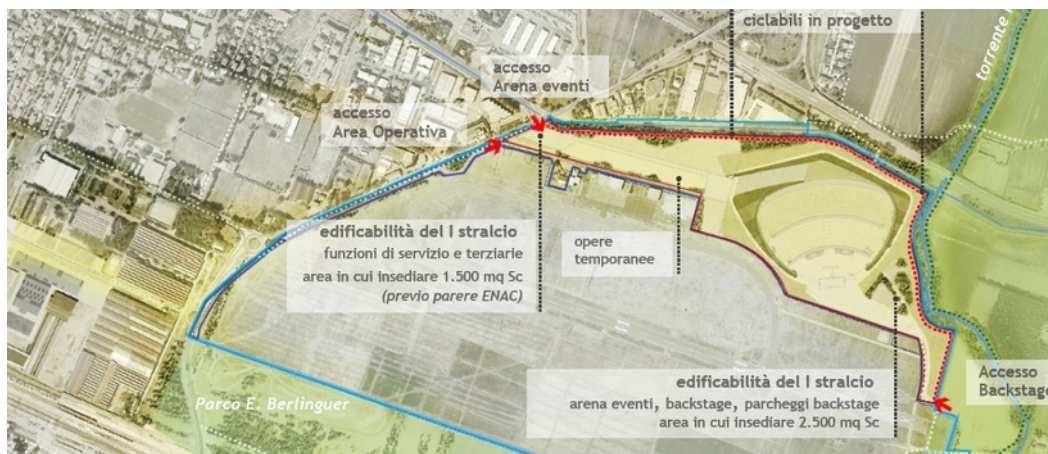 ciclabili in progetto
torrente
accesso
Arena eventi
accesso
Area Operativa
edificabilità del I stralcio
funzioni di servizio e terziarie
area in cui insediare 1.500 mq Sc
(previo parere ENAC)
opere
temporanee
edificabilità del I stralcio
arena eventi, backstage, parcheggi backstage
area in cui insediare 2.500 mq Sc
Accesso
Backstage
Parco E. Berlinguer